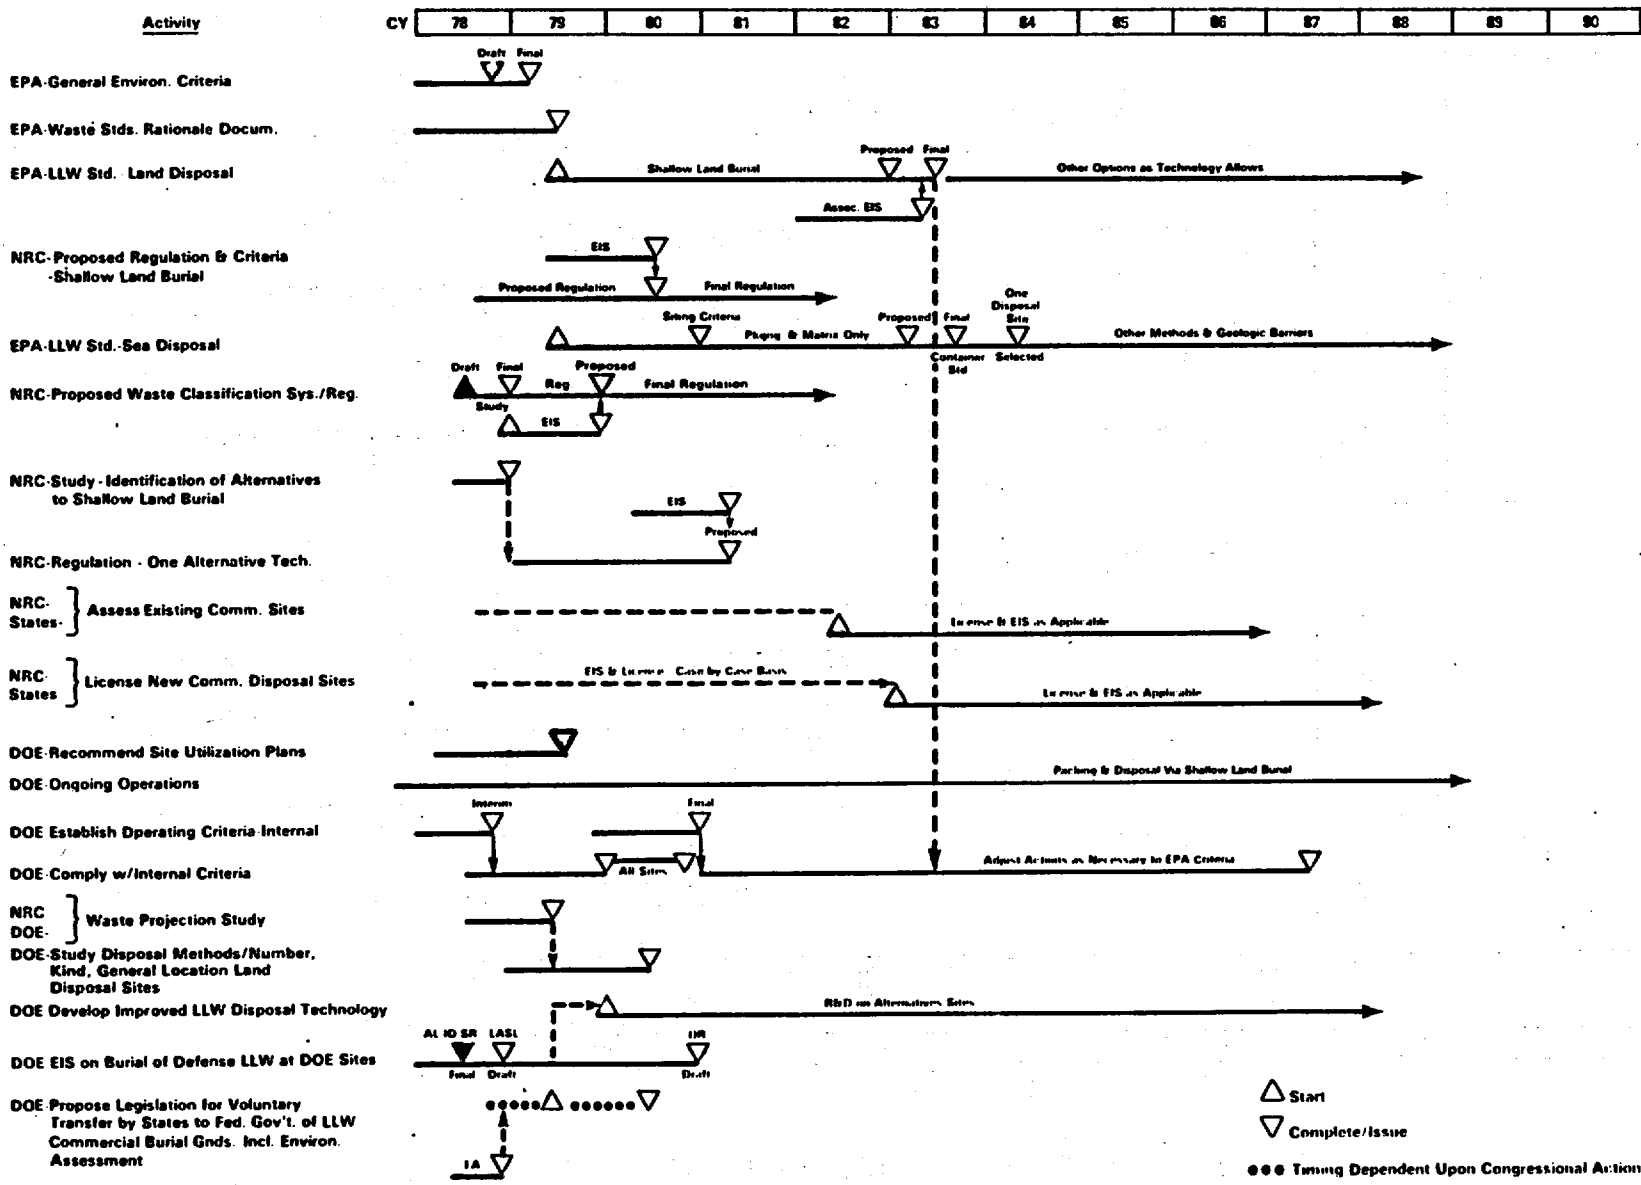 Activity CY 78 79 80 81 82 83 84 85 86 87 88 89 90
Draft Final
EPA-General Environ. Criteria
EPA-Waste Stds. Rationale Docum.
Proposed Final
EPA-LLW Std. Land Disposal Shallow Land Burial Other Options as Technology Allows
Assoc. EIS
EIS
NRC-Proposed Regulation & Criteria
-Shallow Land Burial
Proposed Regulation Final Regulation
One
Disposal
Site
Siting Criteria Proposed Final
EPA-LLW Std.-Sea Disposal & Matrix Only Other Methods & Geologic Barriers
Container Selected
Std
Draft Final Proposed
NRC-Proposed Waste Classification Sys./Reg. Reg Final Regulation
Study
EIS
NRC-Study-Identification of Alternatives
to Shallow Land Burial
EIS
Proposed
NRC-Regulation - One Alternative Tech.
NRC-
States-
Assess Existing Comm. Sites
License & EIS as Applicable
NRC-
States
License New Comm. Disposal Sites
EIS & License Case by Case Basis
License & EIS as Applicable
DOE-Recommend Site Utilization Plans
Packing & Disposal Via Shallow Land Burial
DOE-Ongoing Operations
Interim Final
DOE Establish Operating Criteria-Internal
DOE-Comply w/Internal Criteria All Sites Adjust Actions as Necessary to EPA Criteria
NRC
DOE-
Waste Projection Study
DOE-Study Disposal Methods/Number,
Kind, General Location Land
Disposal Sites
DOE Develop Improved LLW Disposal Technology R&D on Alternatives Sites
AL ID SR LASL OR
DOE EIS on Burial of Defense LLW at DOE Sites
Final Draft Draft
DOE-Propose Legislation for Voluntary
Transfer by States to Fed. Gov't. of LLW
Commercial Burial Gnds. Incl. Environ.
Assessment
Start
Complete/Issue
Timing Dependent Upon Congressional Action